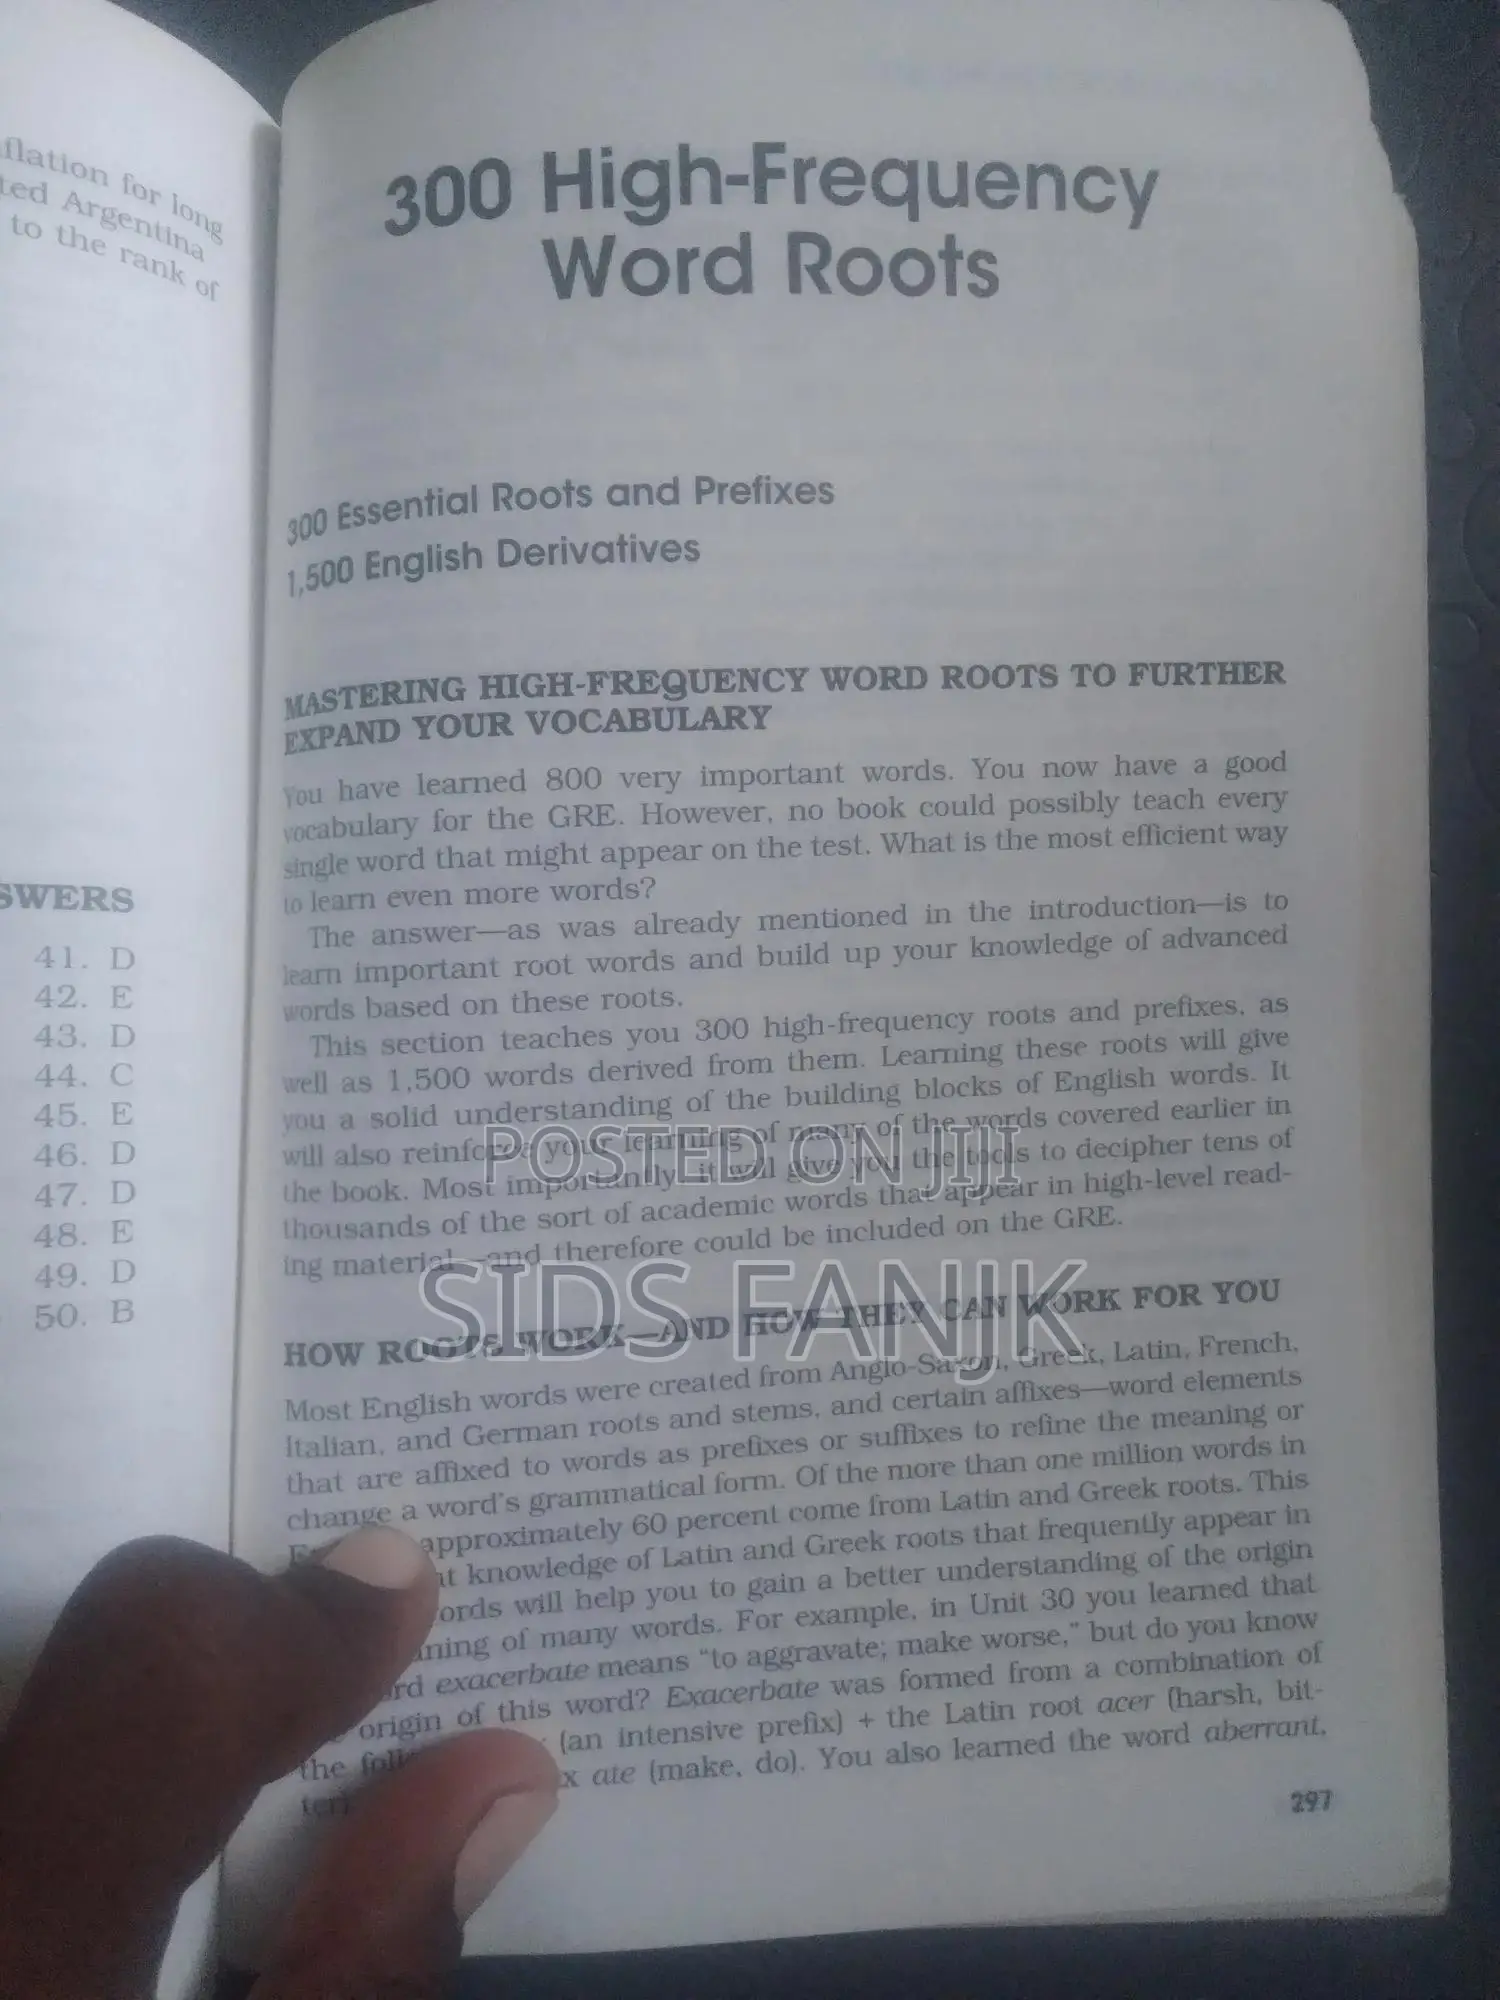 flation for long
ted Argentina
to the rank of
SWERS
41. D
42. E
43. D
44. C
45. E
46. D
47. D
48. E
49. D
50. B
300 High-Frequency
Word Roots
300 Essential Roots and Prefixes
1,500 English Derivatives
MASTERING HIGH-FREQUENCY WORD ROOTS TO FURTHER
EXPAND YOUR VOCABULARY
You have learned 800 very important words. You now have a good
vocabulary for the GRE. However, no book could possibly teach every
single word that might appear on the test. What is the most efficient way
to learn even more words?
The answer—as was already mentioned in the introduction—is to
learn important root words and build up your knowledge of advanced
words based on these roots.
This section teaches you 300 high-frequency roots and prefixes, as
well as 1,500 words derived from them. Learning these roots will give
you a solid understanding of the building blocks of English words. It
will also reinforce your learning of many of the words covered earlier in
the book. Most importantly, it will give you the tools to decipher tens of
thousands of the sort of academic words that appear in high-level read-
ing material—and therefore could be included on the GRE.
HOW ROOTS WORK—AND HOW THEY CAN WORK FOR YOU
Most English words were created from Anglo-Saxon, Greek, Latin, French,
Italian, and German roots and stems, and certain affixes—word elements
that are affixed to words as prefixes or suffixes to refine the meaning or
change a word's grammatical form. Of the more than one million words in
approximately 60 percent come from Latin and Greek roots. This
knowledge of Latin and Greek roots that frequently appear in
ords will help you to gain a better understanding of the origin
ning of many words. For example, in Unit 30 you learned that
rd exacerbate means "to aggravate; make worse," but do you know
origin of this word? Exacerbate was formed from a combination of
the (an intensive prefix) + the Latin root acer (harsh, bit-
x ate (make, do). You also learned the word aberrant,
297
POSTED ON JIJI
SIDS FANJK